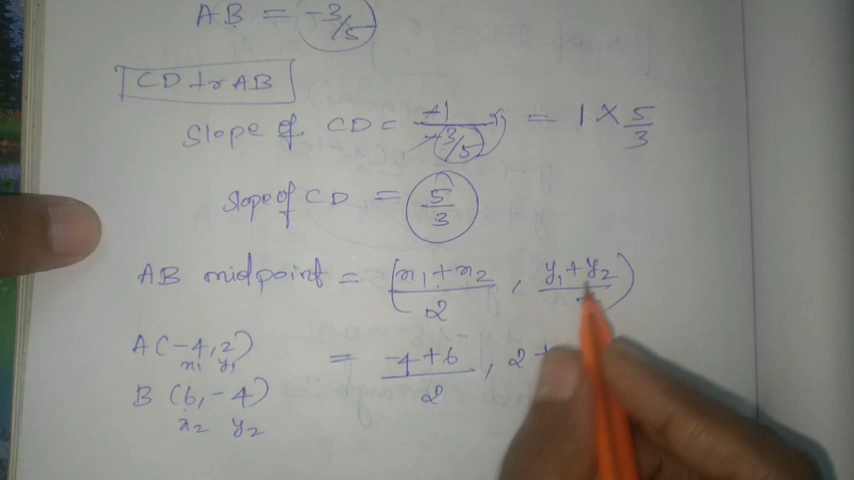 AB = -3/5
CD ⊥r AB
Slope of CD = -1/(-3/5) = 1 × 5/3
Slope of CD = 5/3
AB midpoint = (x₁+x₂/2, y₁+y₂/2)
A(-4,2) = -4+6/2, 2+
x₁ y₁
B(6,-4)
x₂ y₂